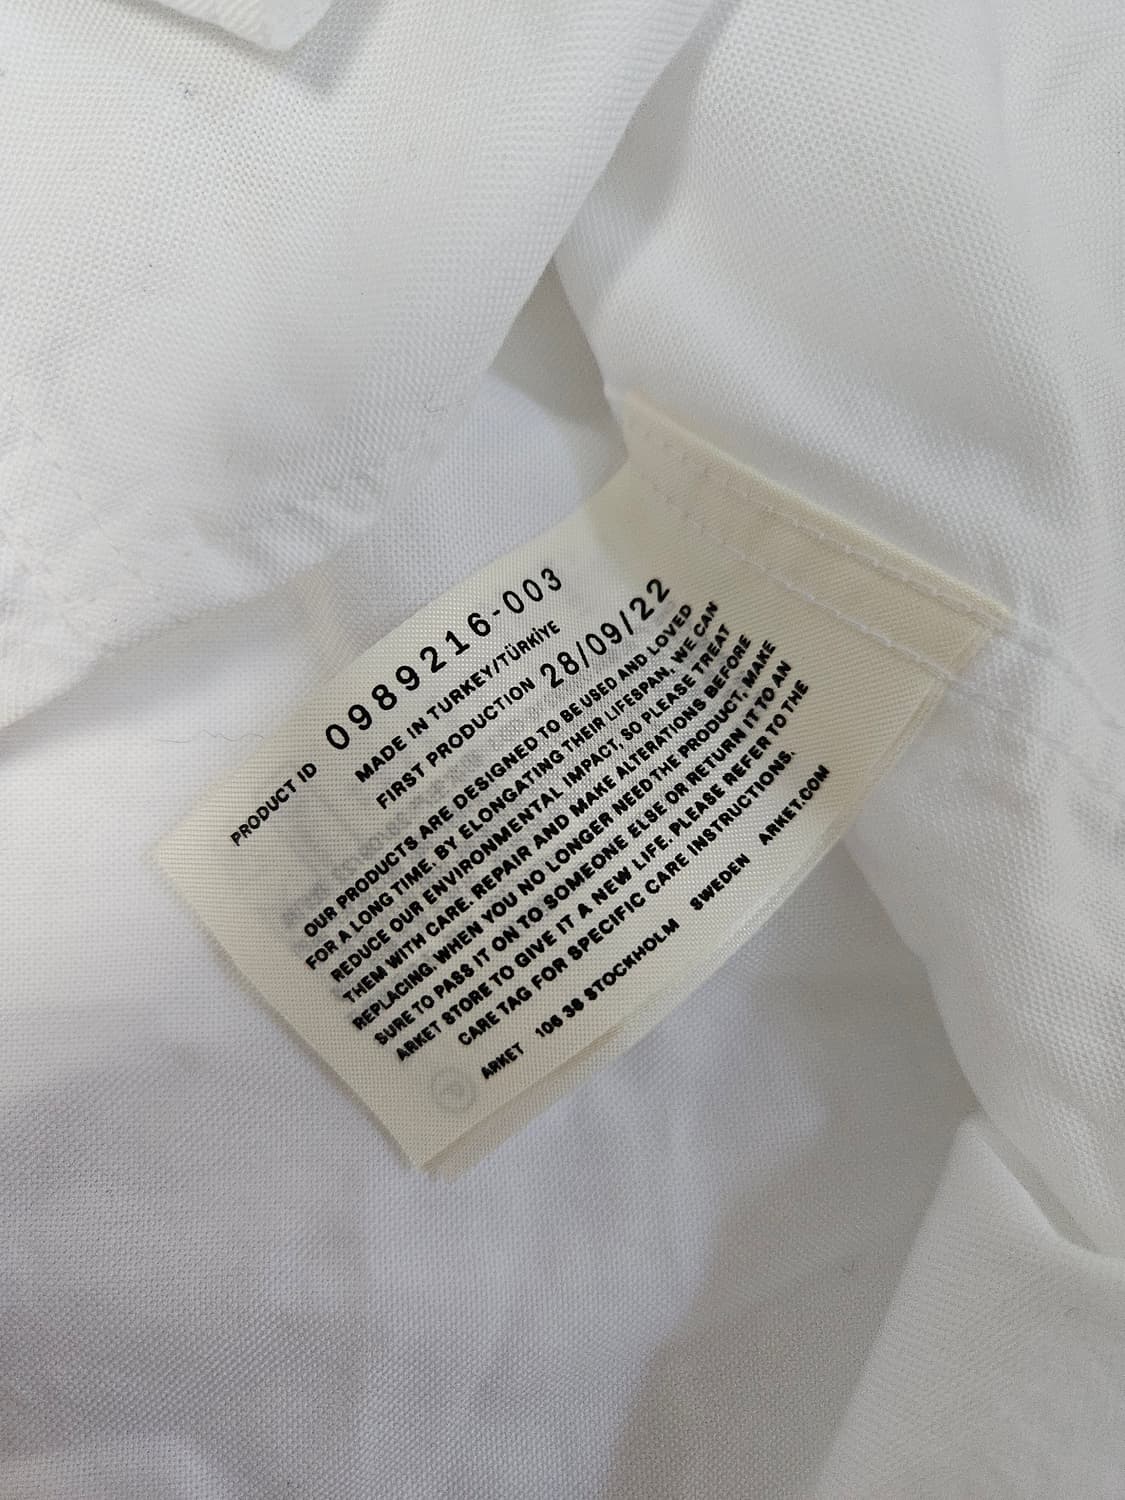 PRODUCT ID 0989216-003
MADE IN TURKEY/TÜRKİYE
FIRST PRODUCTION 28/09/22
OUR PRODUCTS ARE DESIGNED TO BE USED AND LOVED
FOR A LONG TIME. BY ELONGATING THEIR LIFESPAN, WE CAN
REDUCE OUR ENVIRONMENTAL IMPACT, SO PLEASE TREAT
THEM WITH CARE. REPAIR AND MAKE ALTERATIONS BEFORE
REPLACING. WHEN YOU NO LONGER NEED THE PRODUCT, MAKE
SURE TO PASS IT ON TO SOMEONE ELSE OR RETURN IT TO AN
ARKET STORE TO GIVE IT A NEW LIFE. PLEASE REFER TO THE
CARE TAG FOR SPECIFIC CARE INSTRUCTIONS.
ARKET 106 38 STOCKHOLM SWEDEN ARKET.COM